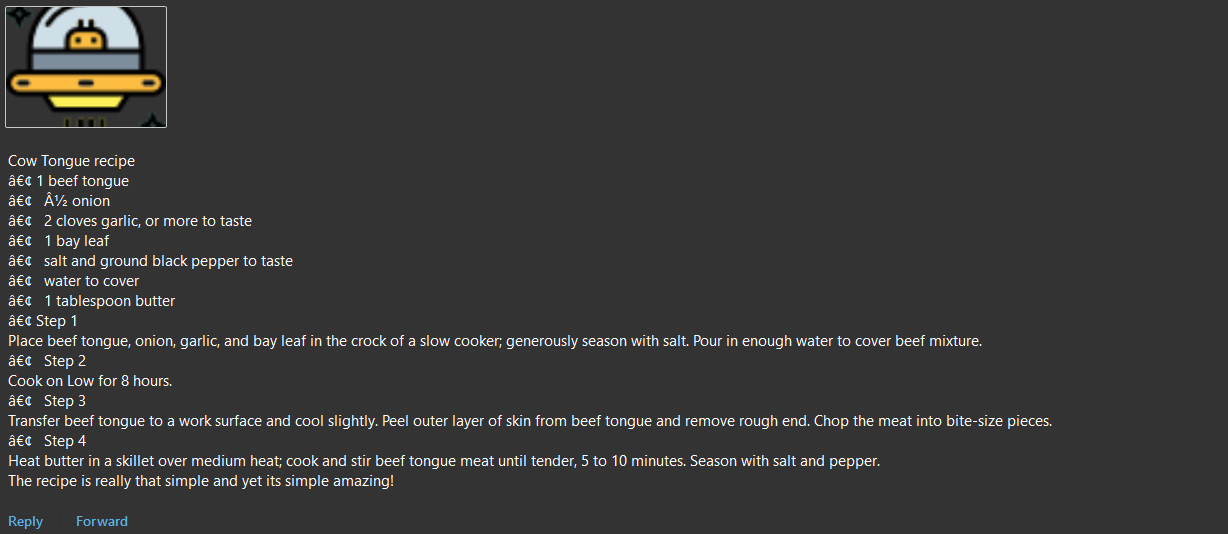 Cow Tongue recipe
â€¢ 1 beef tongue
â€¢ Â½ onion
â€¢ 2 cloves garlic, or more to taste
â€¢ 1 bay leaf
â€¢ salt and ground black pepper to taste
â€¢ water to cover
â€¢ 1 tablespoon butter
â€¢ Step 1
Place beef tongue, onion, garlic, and bay leaf in the crock of a slow cooker; generously season with salt. Pour in enough water to cover beef mixture.
â€¢ Step 2
Cook on Low for 8 hours.
â€¢ Step 3
Transfer beef tongue to a work surface and cool slightly. Peel outer layer of skin from beef tongue and remove rough end. Chop the meat into bite-size pieces.
â€¢ Step 4
Heat butter in a skillet over medium heat; cook and stir beef tongue meat until tender, 5 to 10 minutes. Season with salt and pepper.
The recipe is really that simple and yet its simple amazing!
Reply Forward